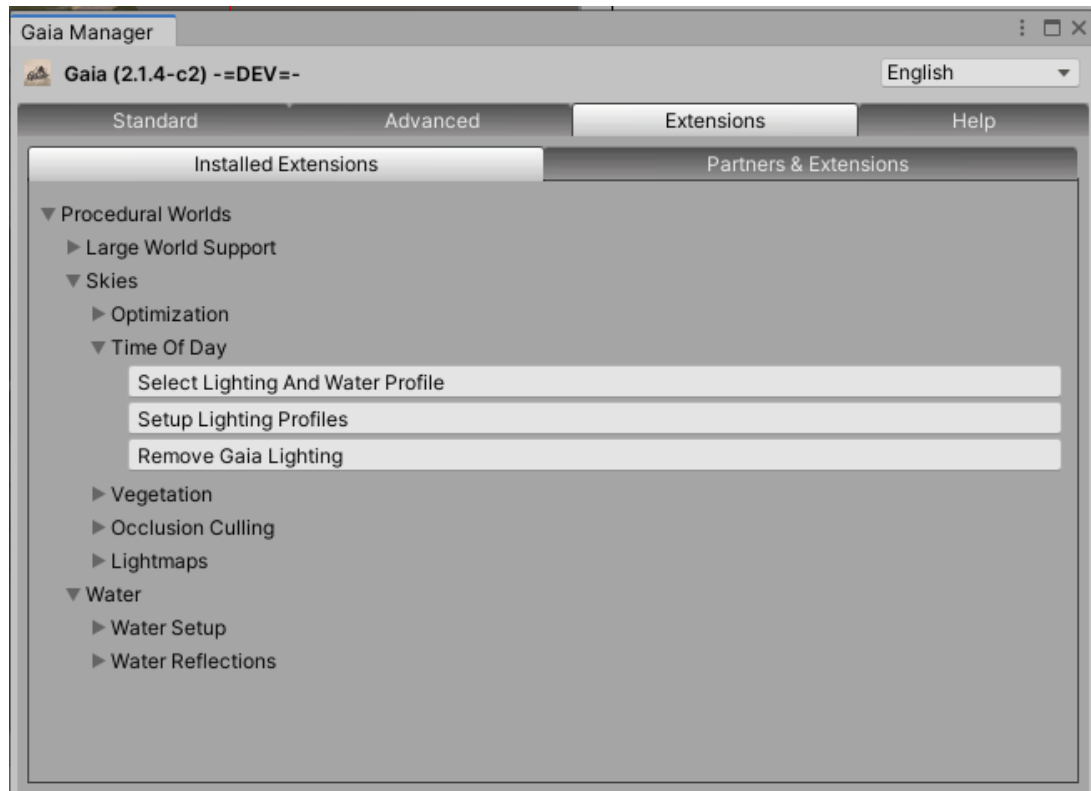 Gaia Manager
Gaia (2.1.4-c2) -=DEV=- English
Standard Advanced Extensions Help
Installed Extensions Partners & Extensions
Procedural Worlds
Large World Support
Skies
Optimization
Time Of Day
Select Lighting And Water Profile
Setup Lighting Profiles
Remove Gaia Lighting
Vegetation
Occlusion Culling
Lightmaps
Water
Water Setup
Water Reflections